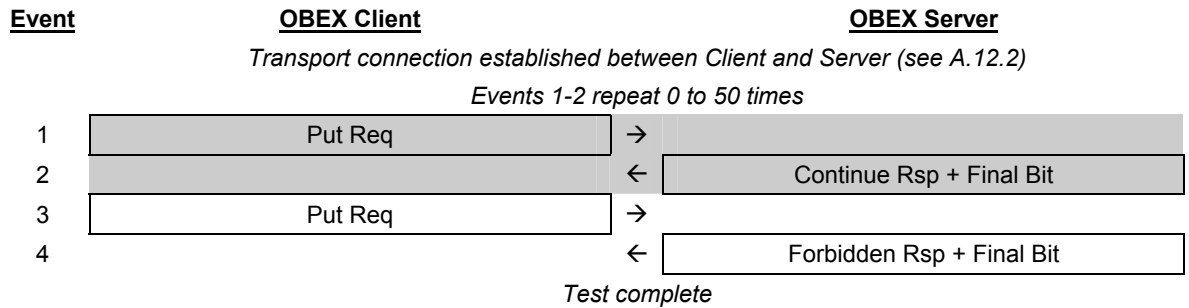 Event OBEX Client OBEX Server
Transport connection established between Client and Server (see A.12.2)
Events 1-2 repeat 0 to 50 times
1 Put Req →
2 ← Continue Rsp + Final Bit
3 Put Req →
4 ← Forbidden Rsp + Final Bit
Test complete